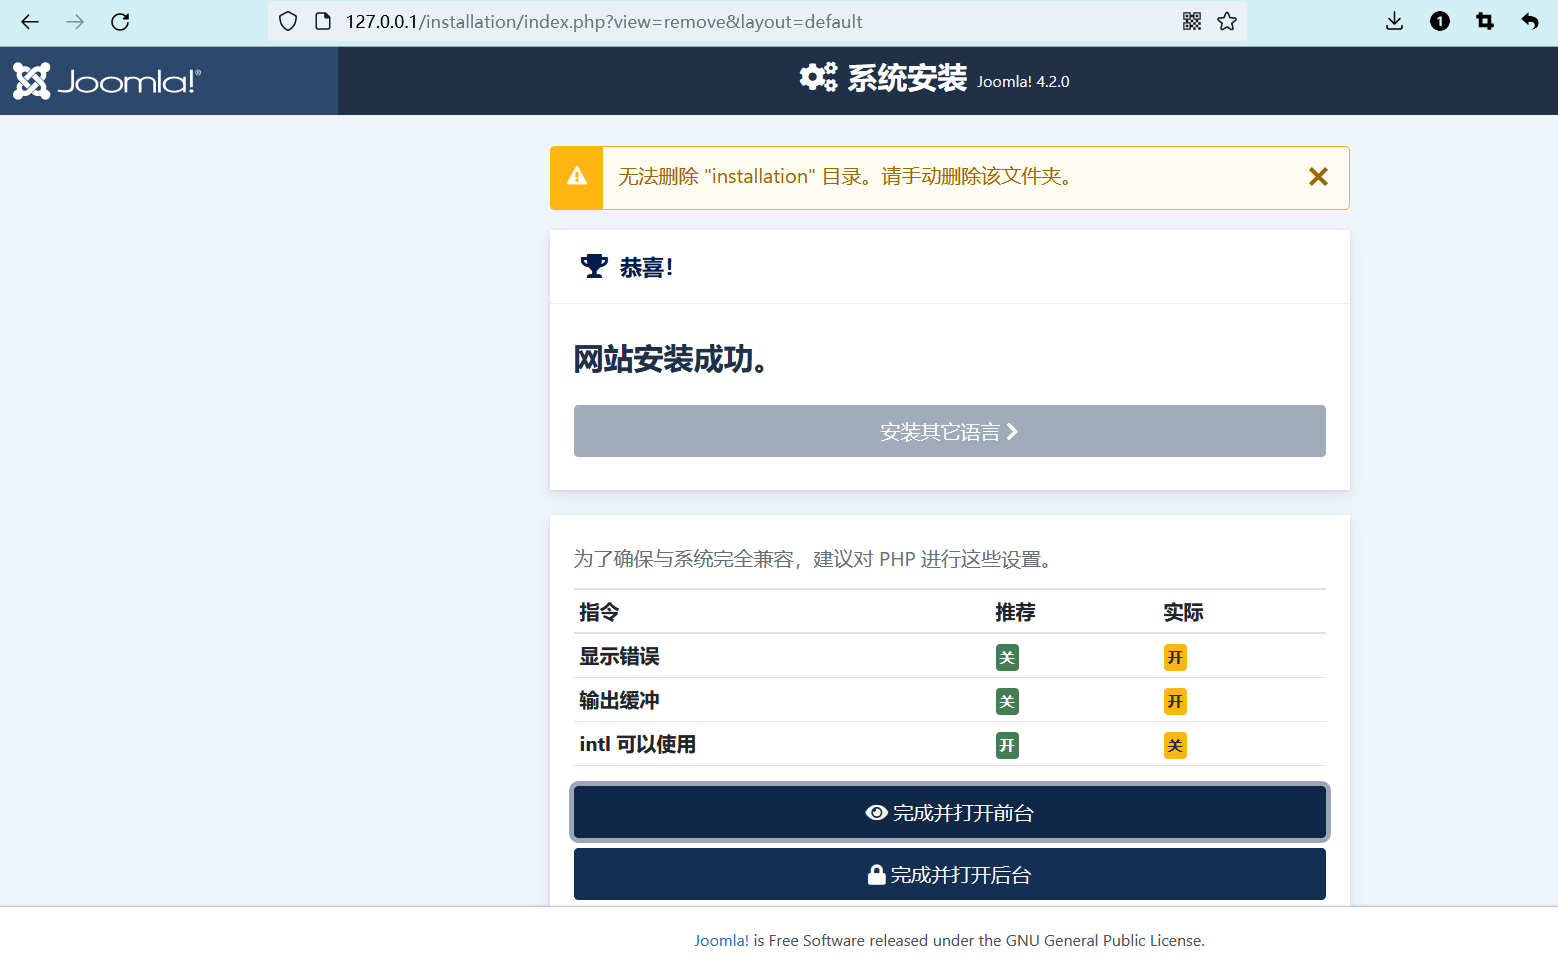 127.0.0.1/installation/index.php?view=remove&layout=default
1
Joomla!®
系统安装 Joomla! 4.2.0
无法删除 "installation" 目录。请手动删除该文件夹。
恭喜！
网站安装成功。
安装其它语言
为了确保与系统完全兼容，建议对 PHP 进行这些设置。
指令 推荐 实际
显示错误 关 开
输出缓冲 关 开
intl 可以使用 开 关
完成并打开前台
完成并打开后台
Joomla! is Free Software released under the GNU General Public License.